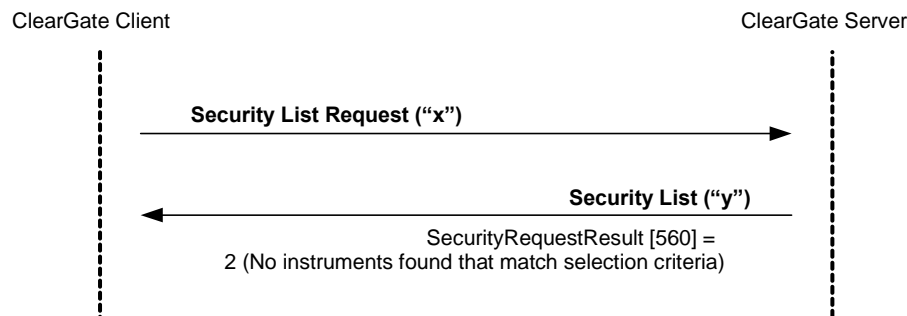 ClearGate Client
ClearGate Server
Security List Request (“x”)
Security List (“y”)
SecurityRequestResult [560] =
2 (No instruments found that match selection criteria)